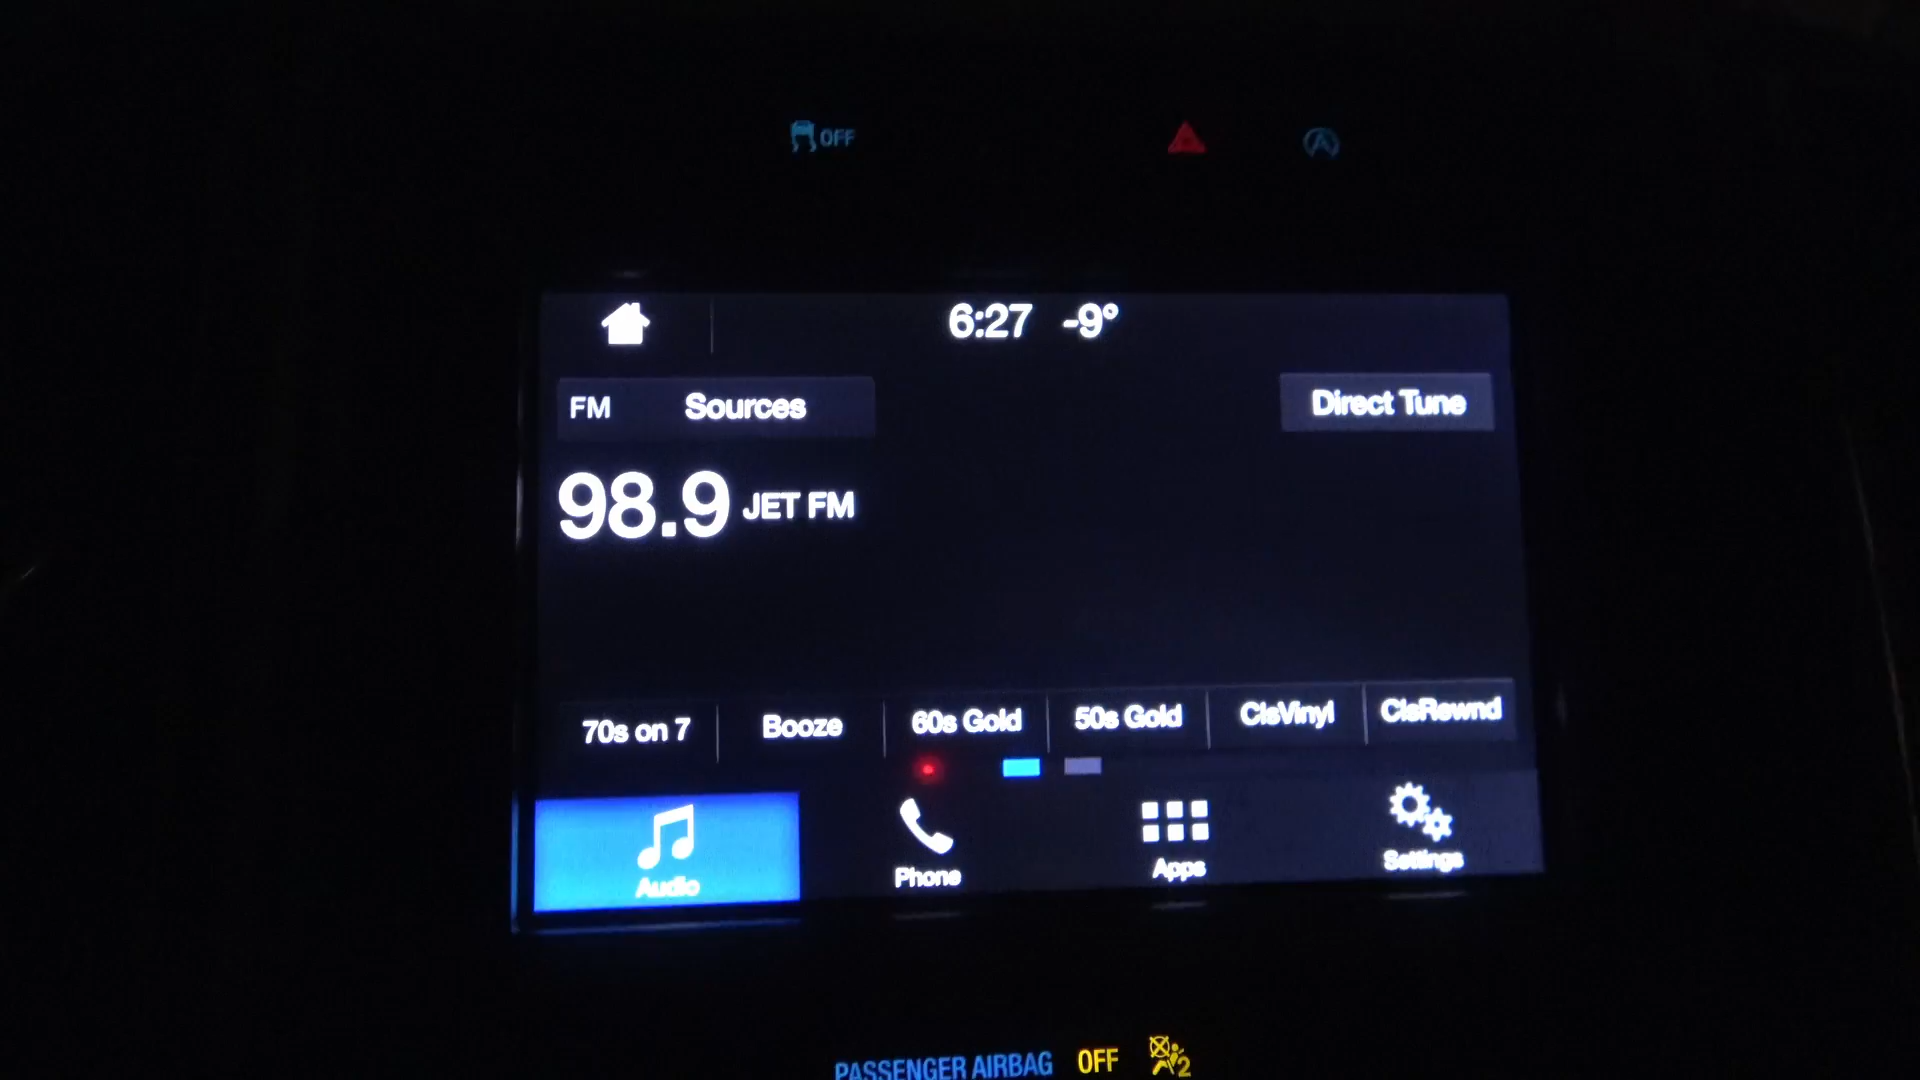 OFF
6:27 -9°
FM Sources Direct Tune
98.9 JET FM
70s on 7 Booze 60s Gold 50s Gold ClsVinyl ClsRewnd
Audio Phone Apps Settings
PASSENGER AIRBAG OFF 2